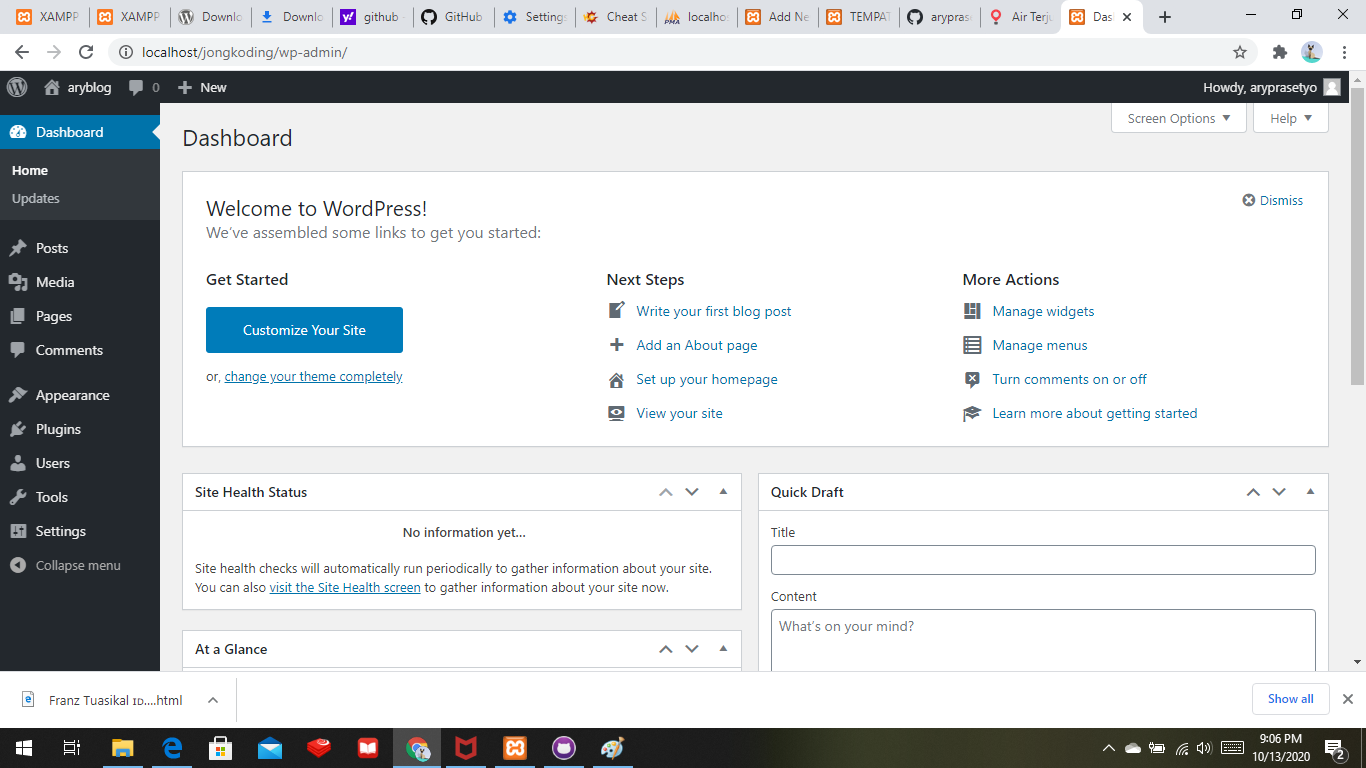 XAMPP XAMPP Downlo Downlo github - GitHub Settings Cheat S localhos Add Ne TEMPAT arypras Air Terju Das
localhost/jongkoding/wp-admin/
aryblog 0 New Howdy, aryprasetyo
Screen Options Help
Dashboard
Home
Updates
Posts
Media
Pages
Comments
Appearance
Plugins
Users
Tools
Settings
Collapse menu
Dashboard
Welcome to WordPress! Dismiss
We've assembled some links to get you started:
Get Started
Customize Your Site
or, change your theme completely
Next Steps
Write your first blog post
Add an About page
Set up your homepage
View your site
More Actions
Manage widgets
Manage menus
Turn comments on or off
Learn more about getting started
Site Health Status
No information yet...
Site health checks will automatically run periodically to gather information about your site.
You can also visit the Site Health screen to gather information about your site now.
At a Glance
Quick Draft
Title
Content
What's on your mind?
Franz Tuasikal ɪᴅ....html Show all
9:06 PM
10/13/2020
2